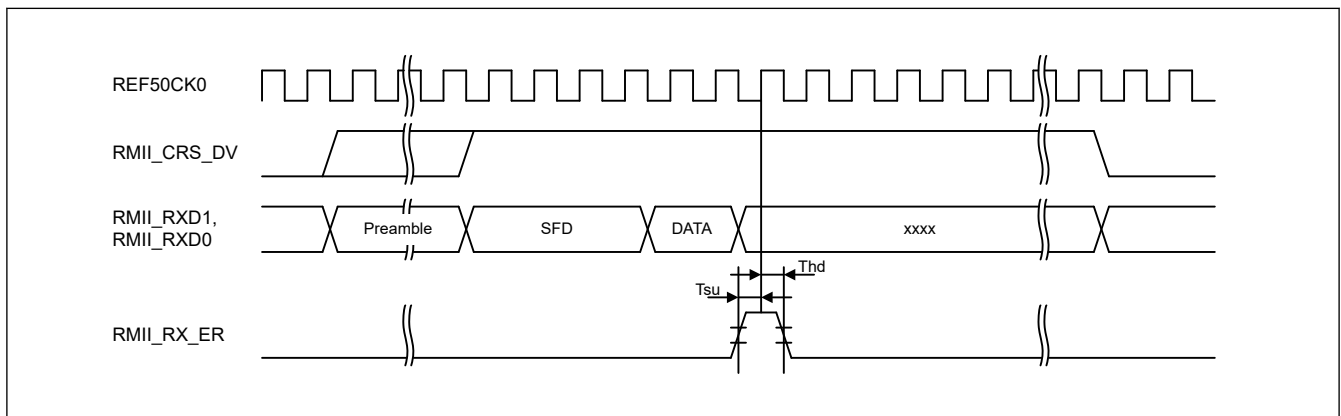 REF50CK0
RMII_CRS_DV
RMII_RXD1,
RMII_RXD0
Preamble
SFD
DATA
xxxx
Thd
Tsu
RMII_RX_ER